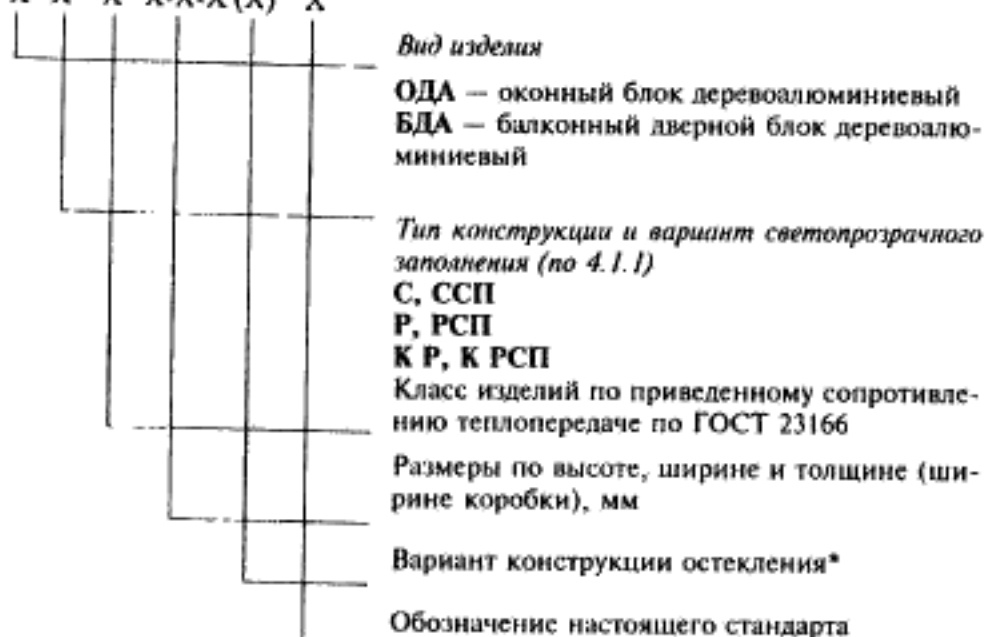 Х Х Х Х-Х-Х (Х) Х
Вид изделия
ОДА — оконный блок деревоалюминиевый
БДА — балконный дверной блок деревоалю-
миниевый
Тип конструкции и вариант светопрозрачного
заполнения (по 4.1.1)
С, ССП
Р, РСП
К Р, К РСП
Класс изделий по приведенному сопротивле-
нию теплопередаче по ГОСТ 23166
Размеры по высоте, ширине и толщине (ши-
рине коробки), мм
Вариант конструкции остекления*
Обозначение настоящего стандарта